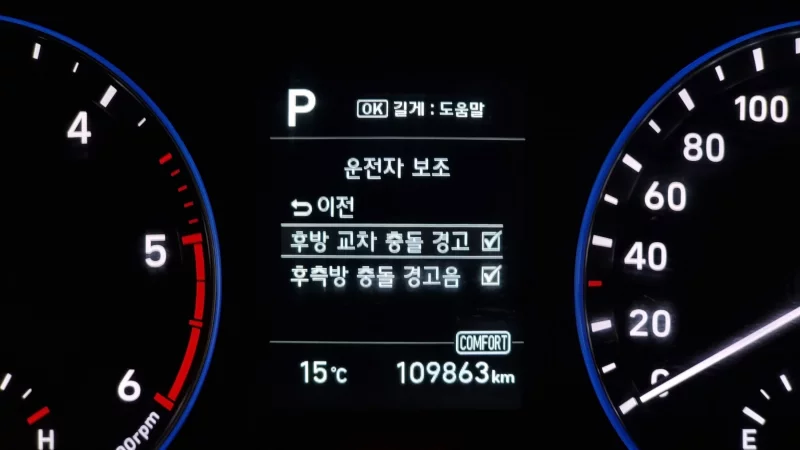 P
OK 길게 : 도움말
운전자 보조
이전
후방 교차 충돌 경고
후측방 충돌 경고음
COMFORT
15℃
109863km
4
5
6
H
100
80
60
40
20
0
E